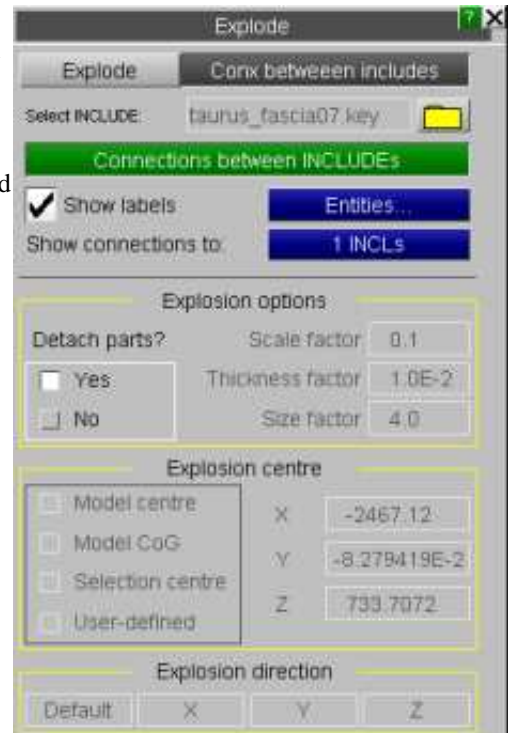 Explode ? X
Explode Conx betweeen includes
Select INCLUDE: taurus_fascia07.key
Connections between INCLUDEs
d
Show labels Entities...
Show connections to: 1 INCLs
Explosion options
Detach parts? Scale factor 0.1
Yes Thickness factor 1.0E-2
No Size factor 4.0
Explosion centre
Model centre X -2467.12
Model CoG Y -8.279419E-2
Selection centre Z 733.7072
User-defined
Explosion direction
Default X Y Z